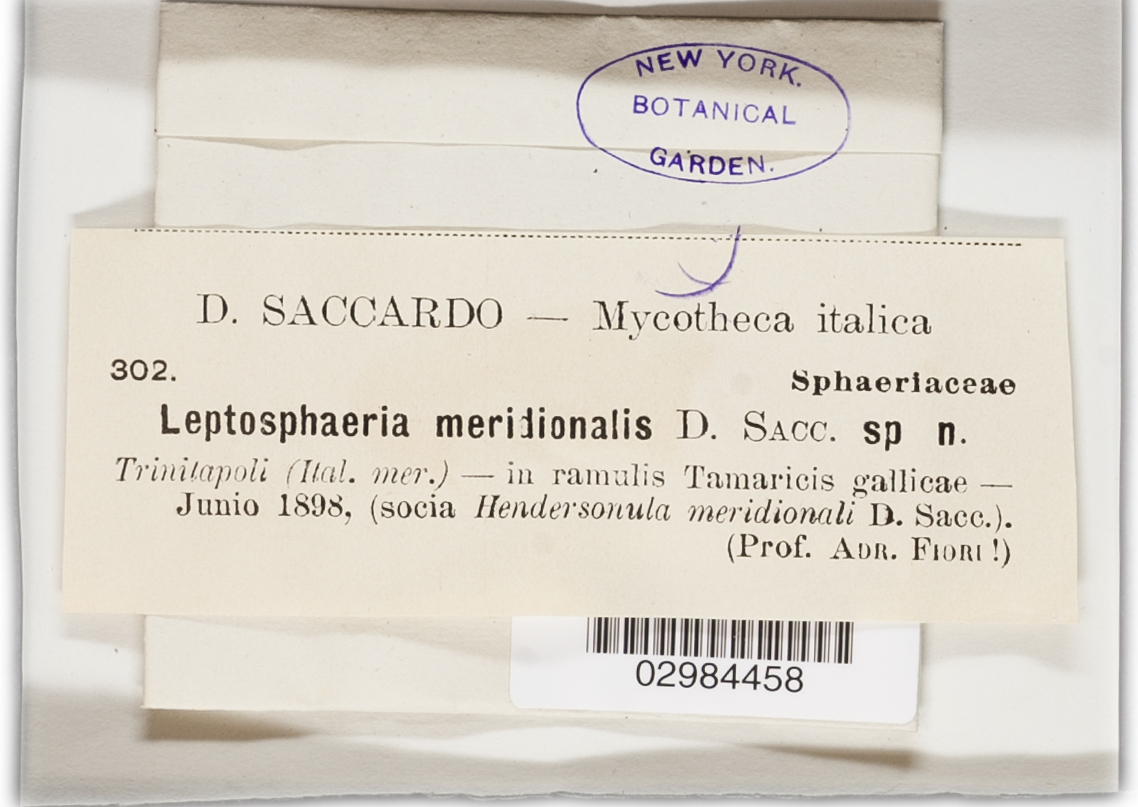 NEW YORK.
BOTANICAL
GARDEN.
D. SACCARDO — Mycotheca italica
302.
Sphaeriaceae
Leptosphaeria meridionalis D. SACC. sp n.
Trinitapoli (Ital. mer.) — in ramulis Tamaricis gallicae —
Junio 1898, (socia Hendersonula meridionali D. Sacc.).
(Prof. ADR. FIORI !)
02984458